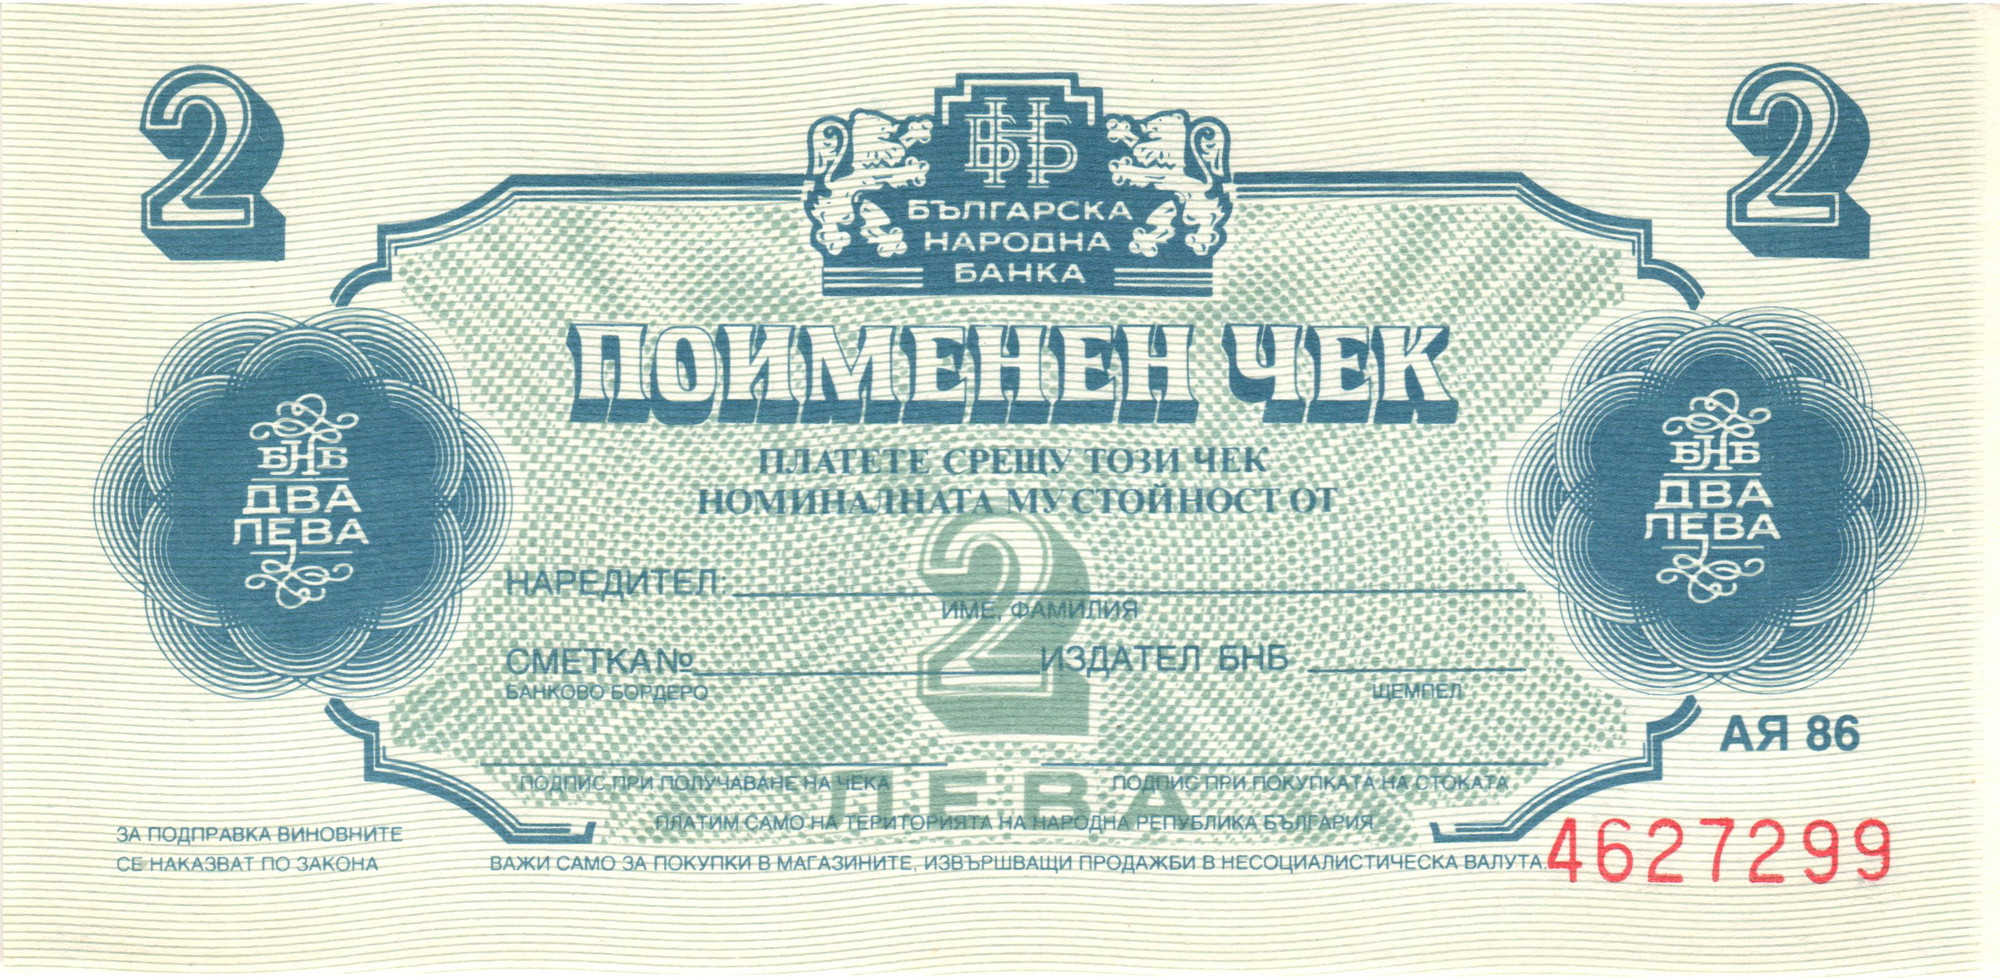 2
2
БНБ
БЪЛГАРСКА
НАРОДНА
БАНКА
ПОИМЕНЕН ЧЕК
ПЛАТЕТЕ СРЕЩУ ТОЗИ ЧЕК
НОМИНАЛНАТА МУ СТОЙНОСТ ОТ
БНБ
ДВА
ЛЕВА
БНБ
ДВА
ЛЕВА
2
НАРЕДИТЕЛ:
ИМЕ, ФАМИЛИЯ
СМЕТКА № ИЗДАТЕЛ БНБ
БАНКОВО БОРДЕРО ЩЕМПЕЛ
АЯ 86
ПОДПИС ПРИ ПОЛУЧАВАНЕ НА ЧЕКА ПОДПИС ПРИ ПОКУПКАТА НА СТОКАТА
ЛЕВА
ПЛАТИМ САМО НА ТЕРИТОРИЯТА НА НАРОДНА РЕПУБЛИКА БЪЛГАРИЯ
ЗА ПОДПРАВКА ВИНОВНИТЕ
СЕ НАКАЗВАТ ПО ЗАКОНА
ВАЖИ САМО ЗА ПОКУПКИ В МАГАЗИНИТЕ, ИЗВЪРШВАЩИ ПРОДАЖБИ В НЕСОЦИАЛИСТИЧЕСКА ВАЛУТА.
4627299